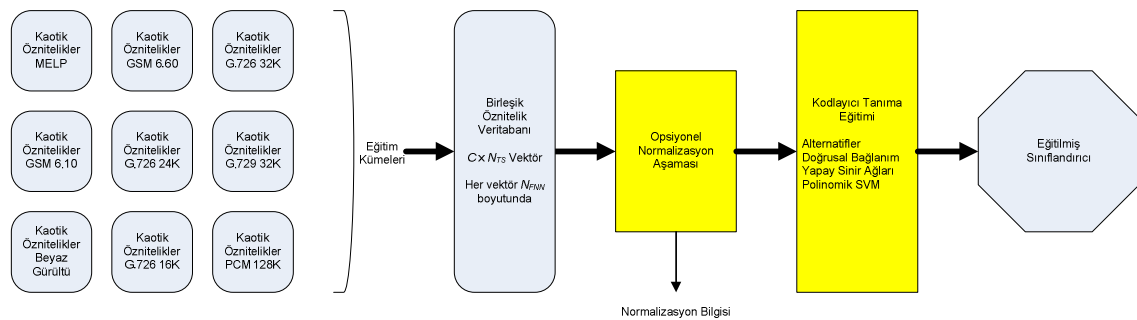 Kaotik
Öznitelikler
MELP
Kaotik
Öznitelikler
GSM 6.60
Kaotik
Öznitelikler
G.726 32K
Kaotik
Öznitelikler
GSM 6,10
Kaotik
Öznitelikler
G,726 24K
Kaotik
Öznitelikler
G,729 32K
Kaotik
Öznitelikler
Beyaz
Gürültü
Kaotik
Öznitelikler
G.726 16K
Kaotik
Öznitelikler
PCM 128K
Eğitim
Kümeleri
Birleşik
Öznitelik
Veritabanı
C× NTS Vektör
Her vektör NFNN
boyutunda
Opsiyonel
Normalizasyon
Aşaması
Normalizasyon Bilgisi
Kodlayıcı Tanıma
Eğitimi
Alternatifler
Doğrusal Bağlanım
Yapay Sinir Ağları
Polinomik SVM
Eğitilmiş
Sınıflandırıcı